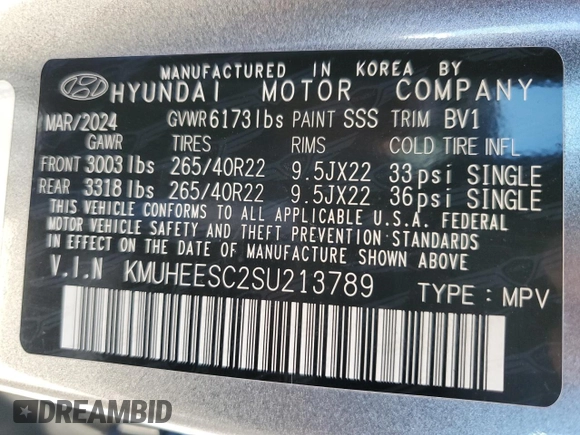 MANUFACTURED IN KOREA BY
HYUNDAI MOTOR COMPANY
MAR/2024 GVWR 6173lbs PAINT SSS TRIM BV1
GAWR TIRES RIMS COLD TIRE INFL
FRONT 3003lbs 265/40R22 9.5JX22 33psi SINGLE
REAR 3318lbs 265/40R22 9.5JX22 36psi SINGLE
THIS VEHICLE CONFORMS TO ALL APPLICABLE U.S.A. FEDERAL
MOTOR VEHICLE SAFETY AND THEFT PREVENTION STANDARDS
IN EFFECT ON THE DATE OF MANUFACTURE SHOWN ABOVE.
V.I.N KMUHEESC2SU213789 TYPE:MPV
DREAMBID